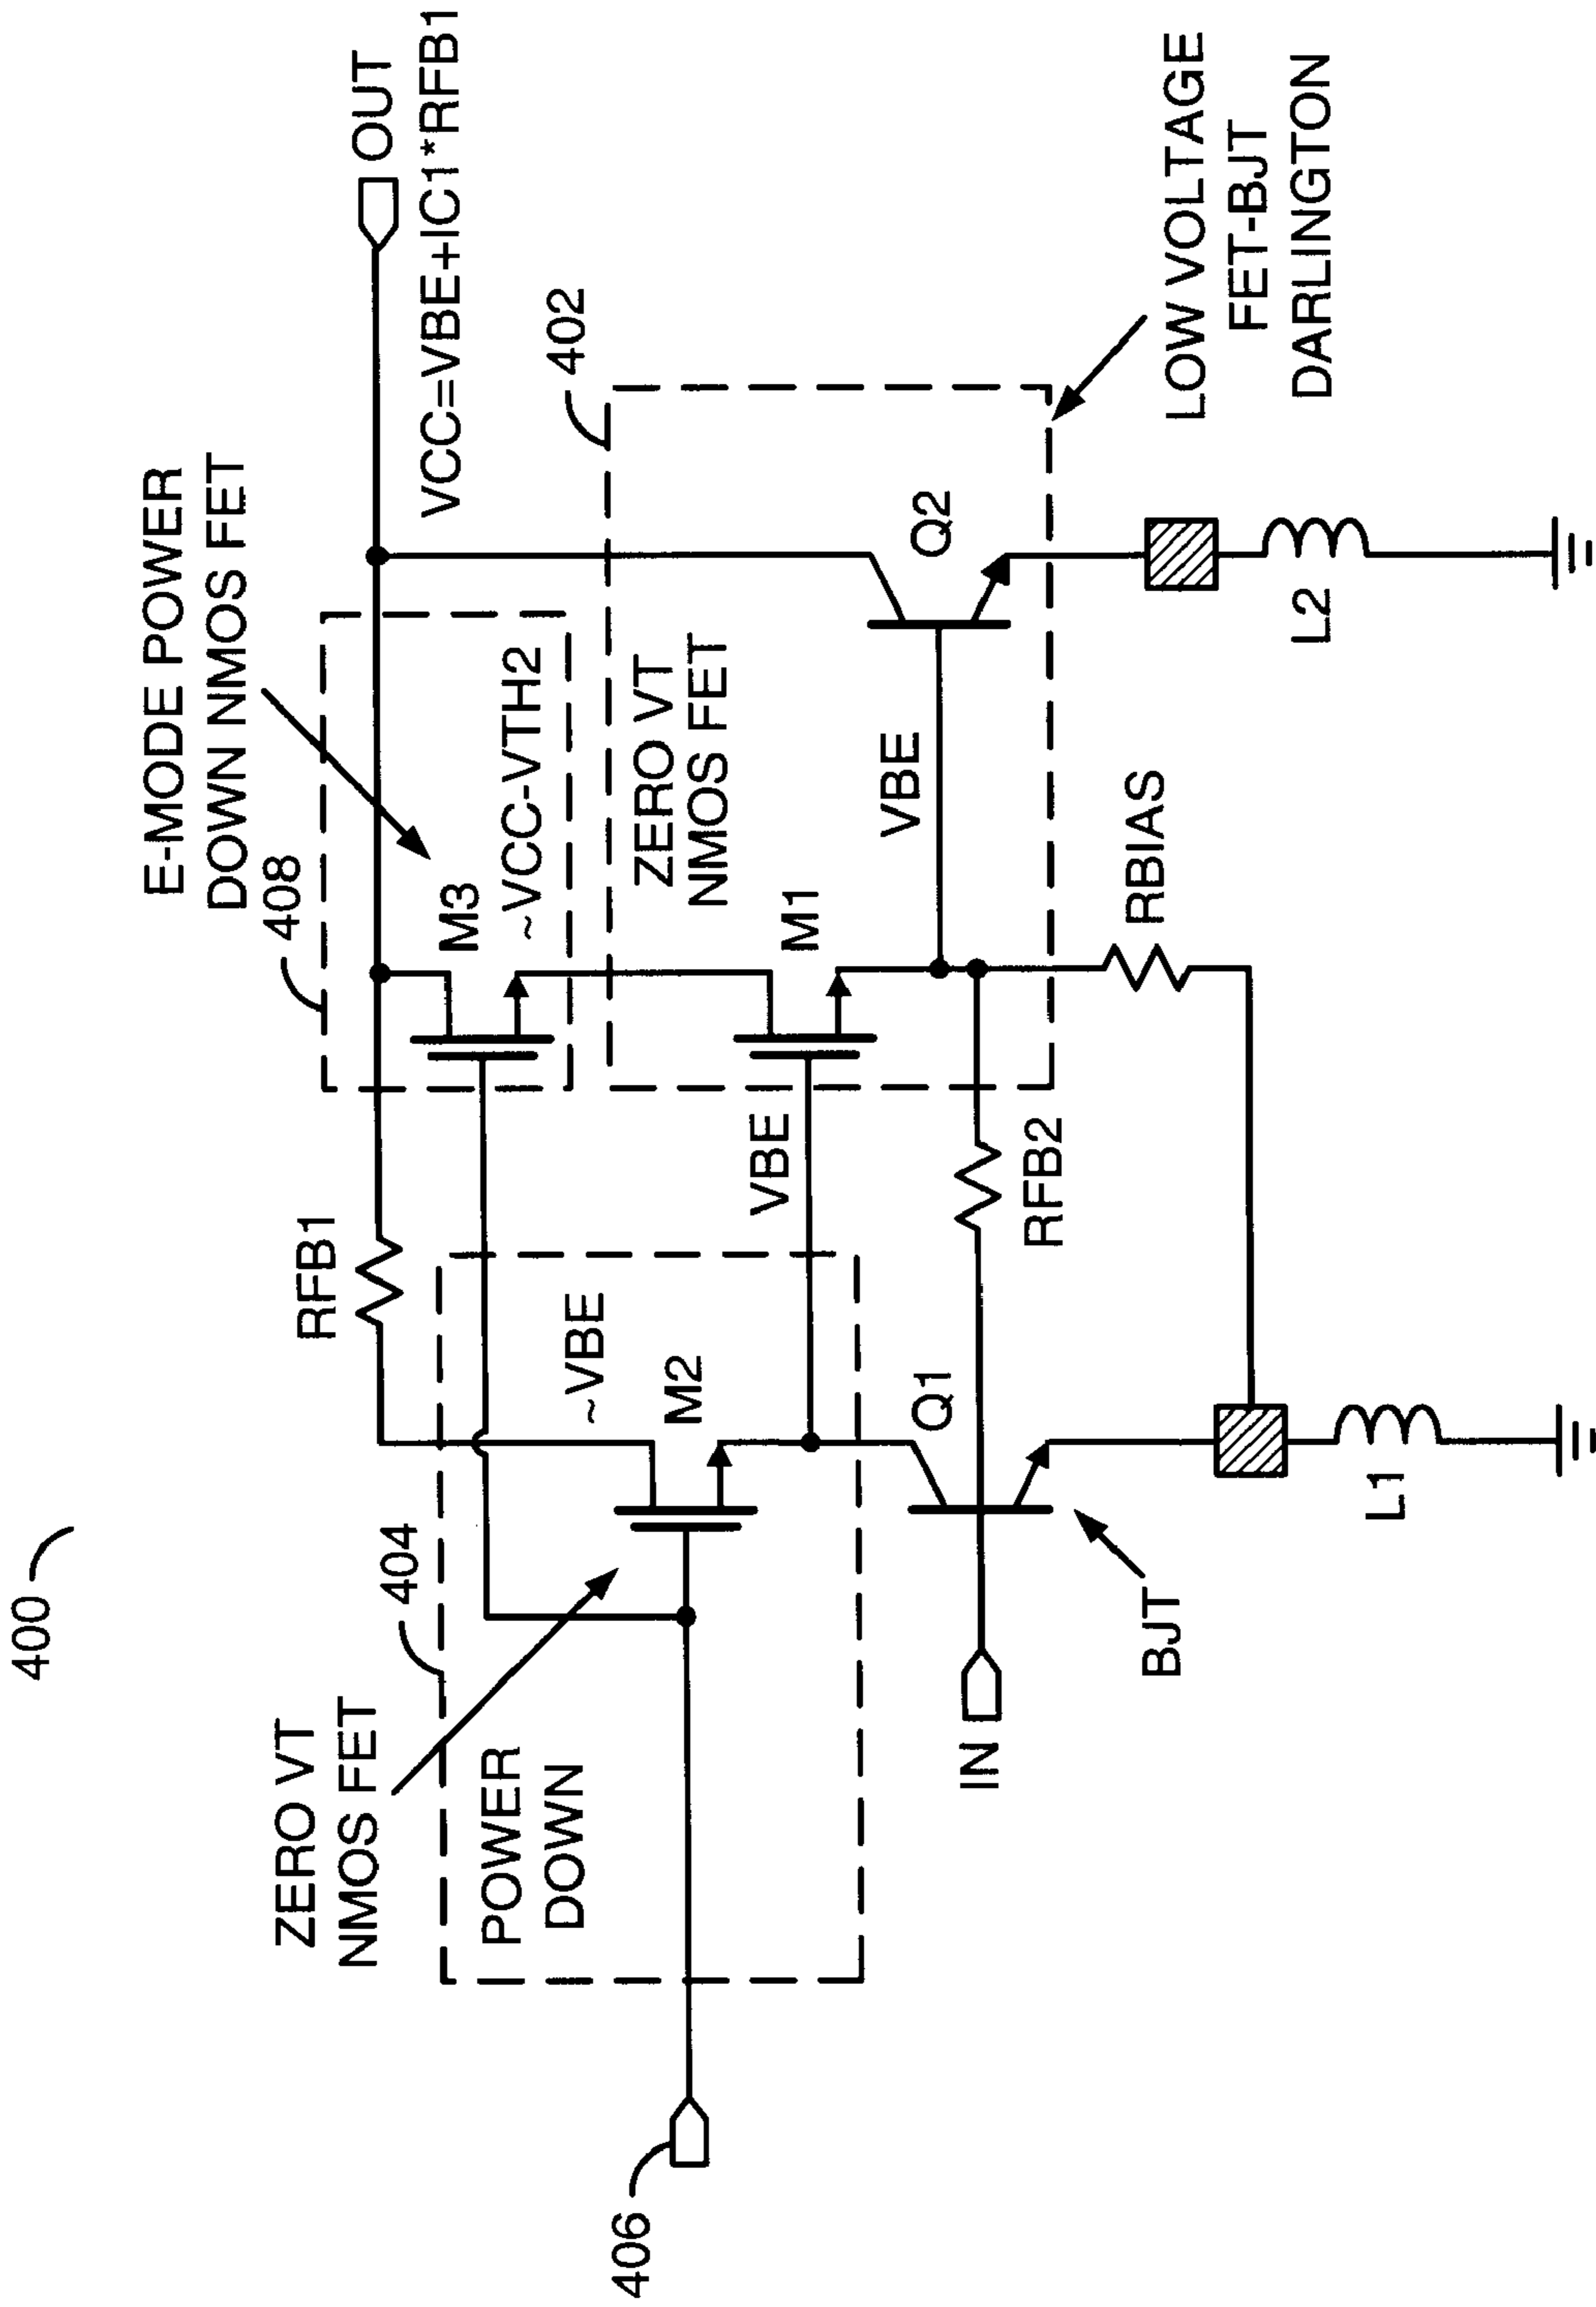 400
E-MODE POWER
DOWN NMOS FET
408
OUT
VCC=VBE+IC1*RFB1
RFB1
M3
~VCC-VTH2
402
404
ZERO VT
NMOS FET
~VBE
M2
ZERO VT
NMOS FET
POWER
DOWN
VBE
M1
VBE
Q2
406
IN
Q1
RFB2
RBIAS
BJT
L1
L2
LOW VOLTAGE
FET-BJT
DARLINGTON